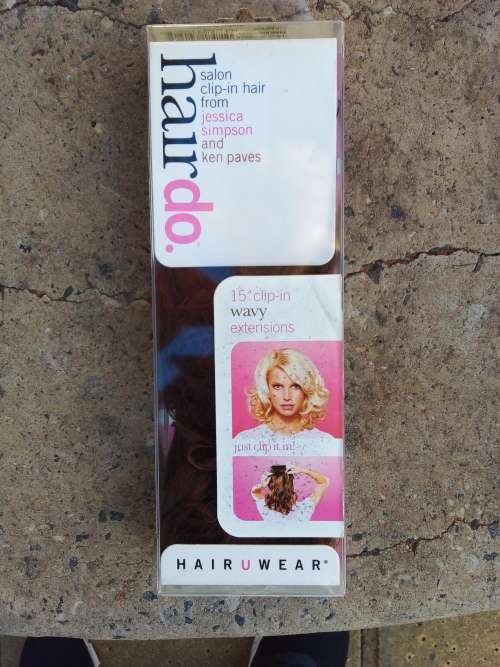 hairdo.
salon
clip-in hair
from
jessica
simpson
and
ken paves
15" clip-in
wavy
extensions
just clip it in!
HAIRUWEAR®